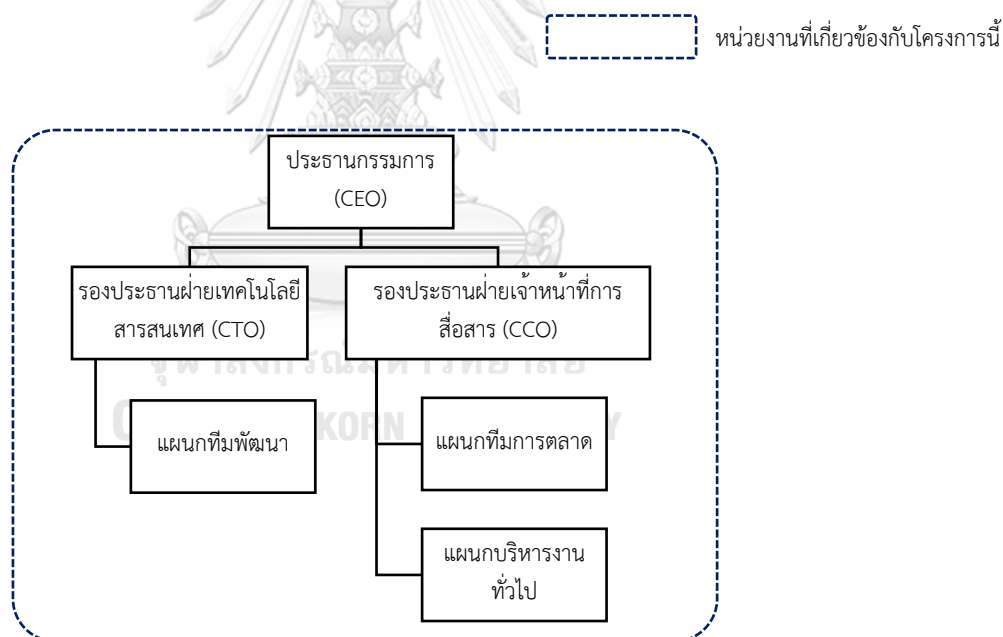 หน่วยงานที่เกี่ยวข้องกับโครงการนี้
ประธานกรรมการ
(CEO)
รองประธานฝ่ายเทคโนโลยี
สารสนเทศ (CTO)
รองประธานฝ่ายเจ้าหน้าที่การ
สื่อสาร (CCO)
แผนกทีมพัฒนา
แผนกทีมการตลาด
แผนกบริหารงาน
ทั่วไป